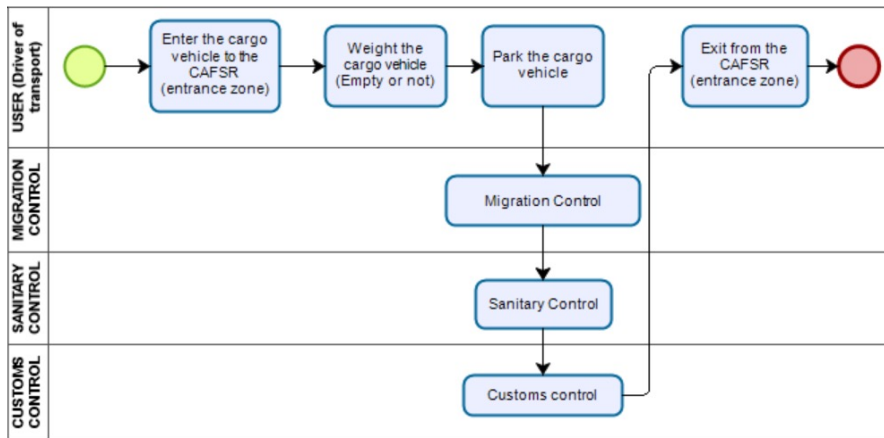 USER (Driver of
transport)
Enter the cargo
vehicle to the
CAFSR
(entrance zone)
Weight the
cargo vehicle
(Empty or not)
Park the cargo
vehicle
Exit from the
CAFSR
(entrance zone)
MIGRATION
CONTROL
Migration Control
SANITARY
CONTROL
Sanitary Control
CUSTOMS
CONTROL
Customs control